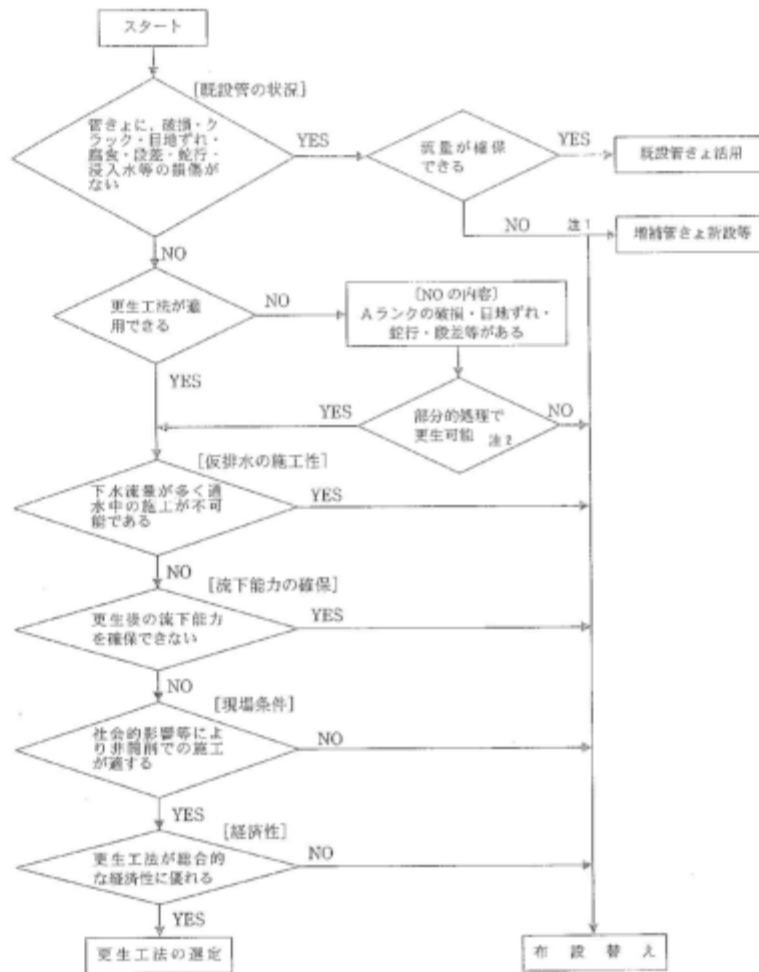 スタート
[既設管の状況]
管きょに、破損・ク
ラック・目地ずれ・
腐食・段差・蛇行・
浸入水等の損傷が
ない
YES
流量が確保
できる
YES
既設管きょ活用
NO
注1
増補管きょ新設等
NO
更生工法が適
用できる
NO
〔NOの内容〕
Aランクの破損・目地ずれ・
蛇行・段差等がある
YES
YES
部分的処理で
更生可能
注2
NO
[仮排水の施工性]
下水流量が多く通
水中の施工が不可
能である
YES
NO
[流下能力の確保]
更生後の流下能力
を確保できない
YES
NO
[現場条件]
社会的影響等によ
り非開削での施工
が適する
NO
YES
[経済性]
更生工法が総合的
な経済性に優れる
NO
YES
更生工法の選定
布設替え